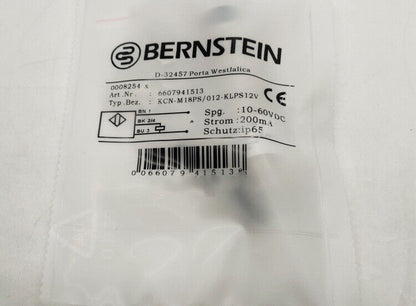 BERNSTEIN
D-32457 Porta Westfalica
0008254 x
Art.Nr. : 6607941513
Typ.Bez. : KCN-M18PS/012-KLPS12V
CE
BN 1
BK 2/4
BU 3
Spg. :10-60VDC
Strom :200mA
Schutz:ip65
0066079415135